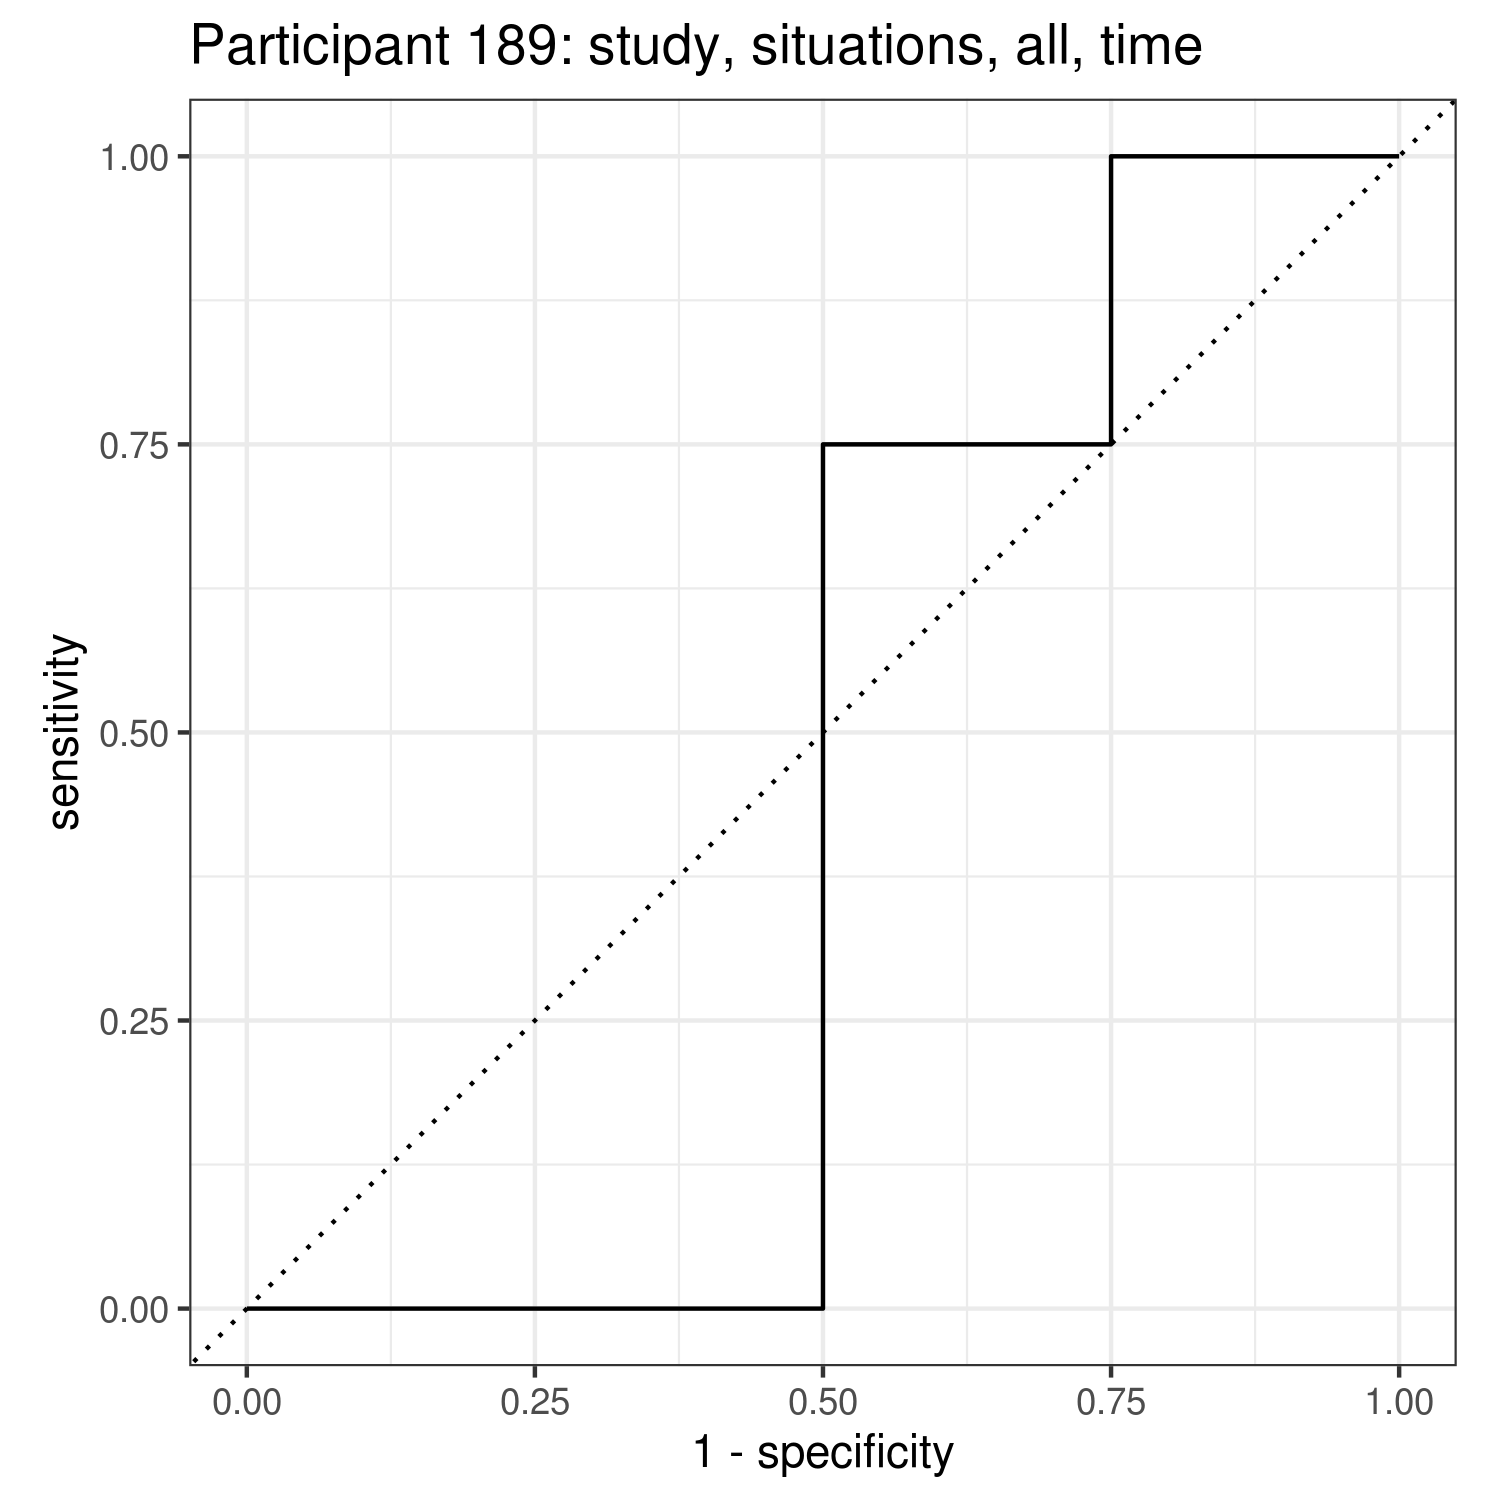 Participant 189: study, situations, all, time
1.00
0.75
0.50
0.25
0.00
sensitivity
0.00 0.25 0.50 0.75 1.00
1 - specificity